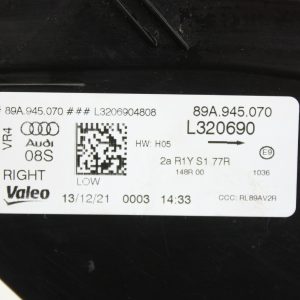 # 89A.945.070 ### L3206904808
89A.945.070
VR4
Audi
L320690
HW: H05
E9
08S
2a R1Y S1 77R
148R 00
1036
RIGHT
LOW
Valeo
13/12/21 0003 14:33
CCC: RL89AV2R